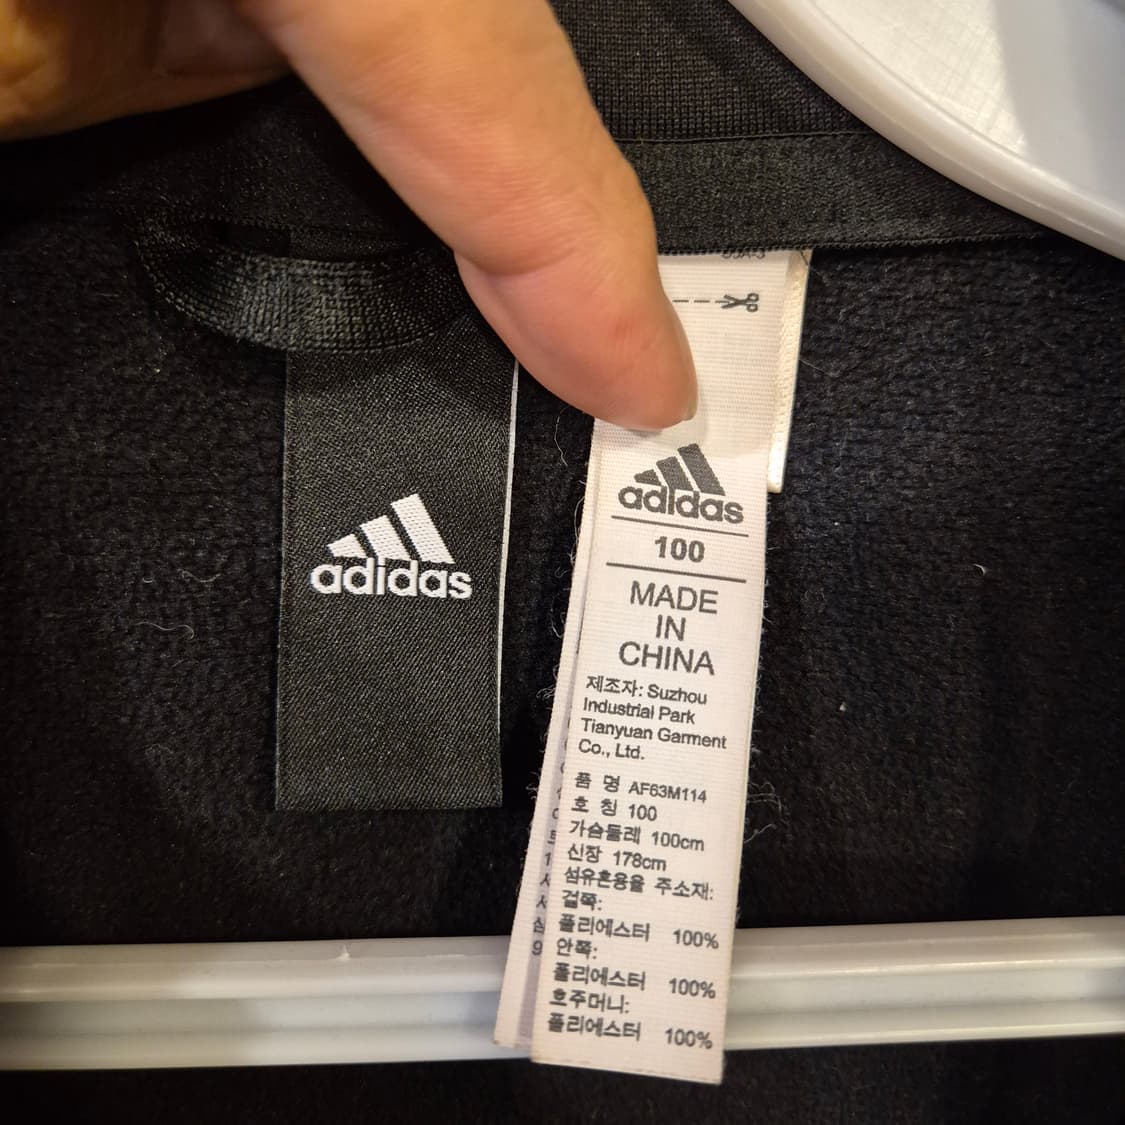 adidas
adidas
100
MADE
IN
CHINA
제조자: Suzhou
Industrial Park
Tianyuan Garment
Co., Ltd.
품 명 AF63M114
호 칭 100
가슴둘레 100cm
신장 178cm
섬유혼용율 주소재:
겉쪽:
폴리에스터 100%
안쪽:
폴리에스터 100%
호주머니:
폴리에스터 100%